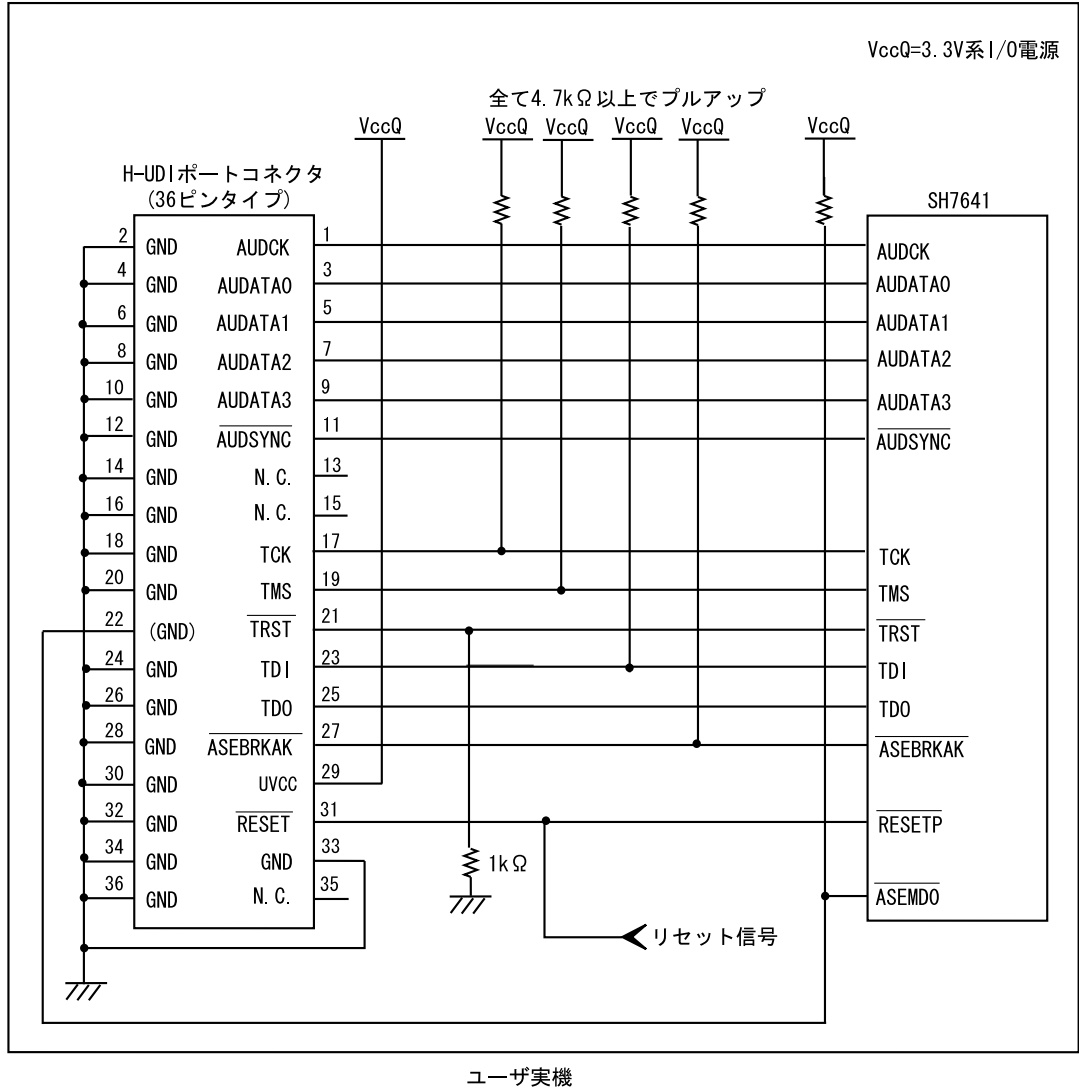 VccQ=3.3V系I/O電源
全て4.7kΩ以上でプルアップ
VccQ VccQ VccQ VccQ VccQ VccQ
H-UDIポートコネクタ
(36ピンタイプ)
SH7641
2 GND AUDCK 1 AUDCK
4 GND AUDATA0 3 AUDATA0
6 GND AUDATA1 5 AUDATA1
8 GND AUDATA2 7 AUDATA2
10 GND AUDATA3 9 AUDATA3
12 GND AUDSYNC 11 AUDSYNC
14 GND N.C. 13
16 GND N.C. 15
18 GND TCK 17 TCK
20 GND TMS 19 TMS
22 (GND) TRST 21 TRST
24 GND TDI 23 TDI
26 GND TDO 25 TDO
28 GND ASEBRKAK 27 ASEBRKAK
30 GND UVCC 29
32 GND RESET 31 RESETP
34 GND GND 33 1kΩ
36 GND N.C. 35 ASEMD0
リセット信号
ユーザ実機